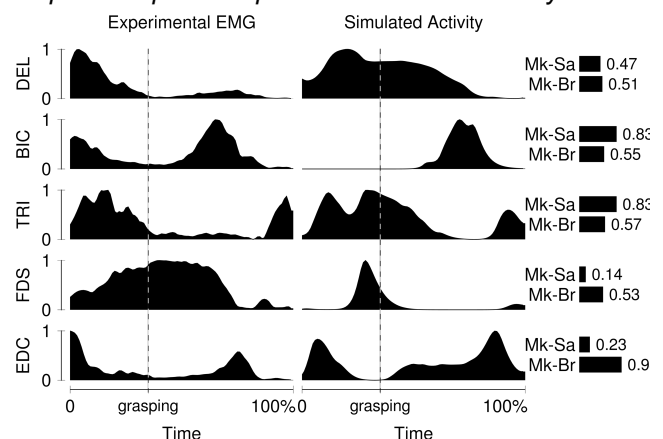 Experimental EMG Simulated Activity
DEL 1 0 Mk-Sa 0.47
Mk-Br 0.51
BIC 1 0 Mk-Sa 0.83
Mk-Br 0.55
TRI 1 0 Mk-Sa 0.83
Mk-Br 0.57
FDS 1 0 Mk-Sa 0.14
Mk-Br 0.53
EDC 1 0 Mk-Sa 0.23
Mk-Br 0.9
0 grasping 100% 0 grasping 100%
Time Time